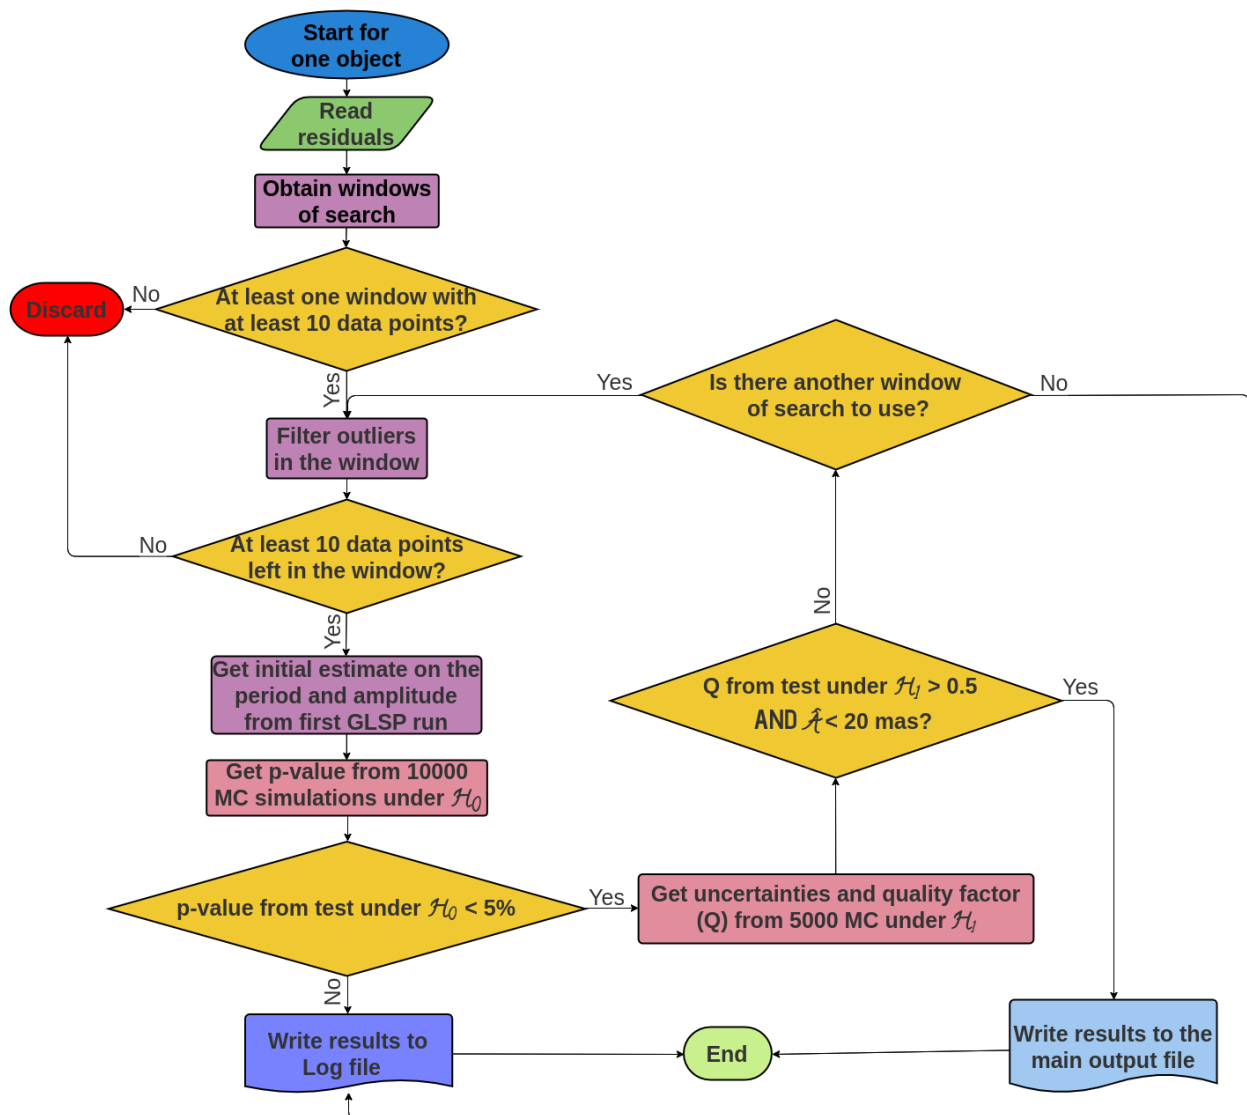 Start for
one object
Read
residuals
Obtain windows
of search
At least one window with
at least 10 data points?
No
Discard
Yes
Filter outliers
in the window
At least 10 data points
left in the window?
No
Yes
Get initial estimate on the
period and amplitude
from first GLSP run
Get p-value from 10000
MC simulations under ℋ₀
p-value from test under ℋ₀ < 5%
Yes
No
Get uncertainties and quality factor
(Q) from 5000 MC under ℋ₁
Q from test under ℋ₁ > 0.5
AND Â < 20 mas?
No
Yes
Is there another window
of search to use?
Yes
No
Write results to
Log file
End
Write results to the
main output file